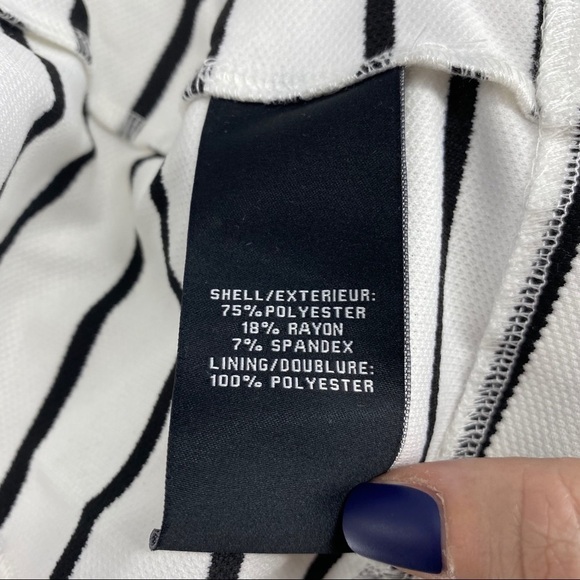 SHELL/EXTERIEUR:
75% POLYESTER
18% RAYON
7% SPANDEX
LINING/DOUBLURE:
100% POLYESTER